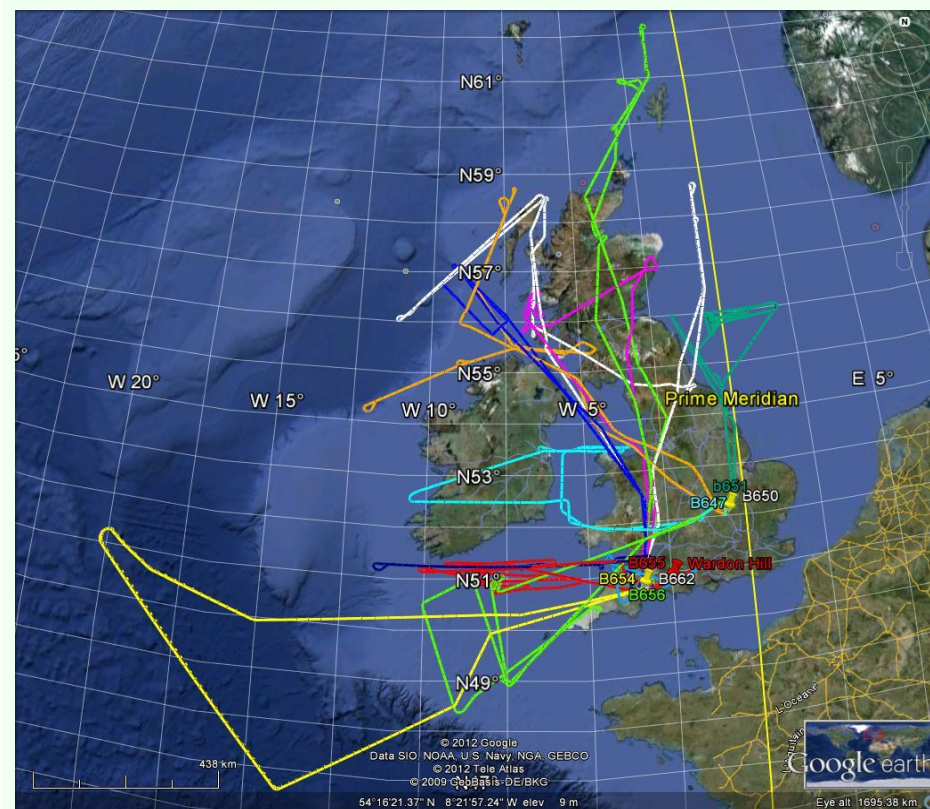 N
N61°
N59°
N57°
5°
W 20°
W 15°
W 10°
N55°
W 5°
E 5°
Prime Meridian
N53°
b651
B647
B650
B655
Wardon Hill
N51°
B654
B662
B656
N49°
L'Océane
© 2012 Google
Data SIO, NOAA, U.S. Navy, NGA, GEBCO
© 2012 Tele Atlas
© 2009 GeoBasis-DE/BKG
438 km
Google earth
54°16'21.37" N 8°21'57.24" W elev 9 m
Eye alt 1695.38 km